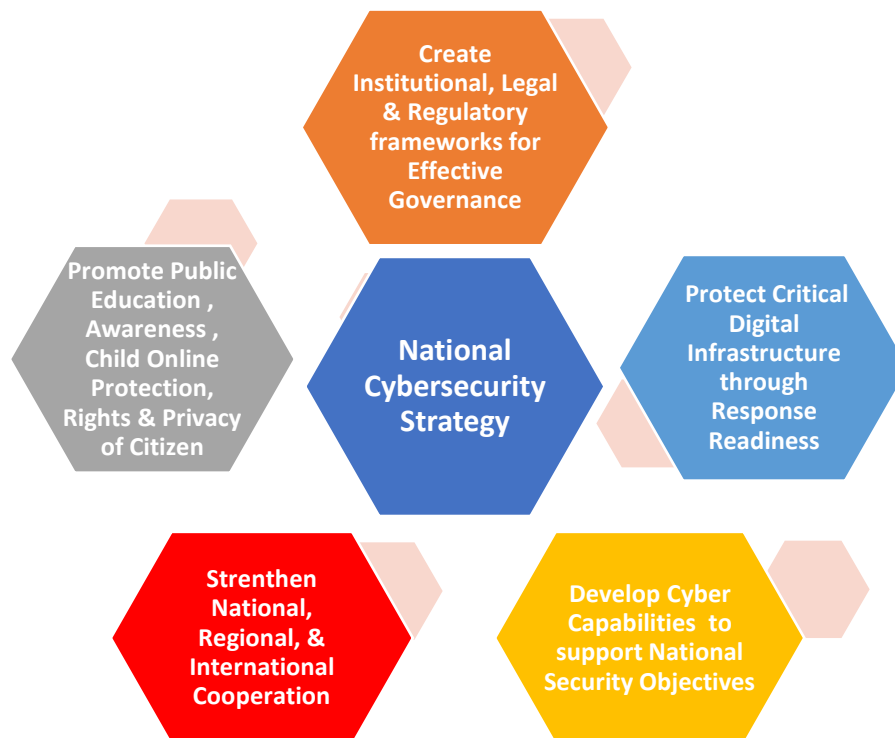 Create
Institutional, Legal
& Regulatory
frameworks for
Effective
Governance
Promote Public
Education ,
Awareness ,
Child Online
Protection,
Rights & Privacy
of Citizen
National
Cybersecurity
Strategy
Protect Critical
Digital
Infrastructure
through
Response
Readiness
Strenthen
National,
Regional, &
International
Cooperation
Develop Cyber
Capabilities  to
support National
Security Objectives